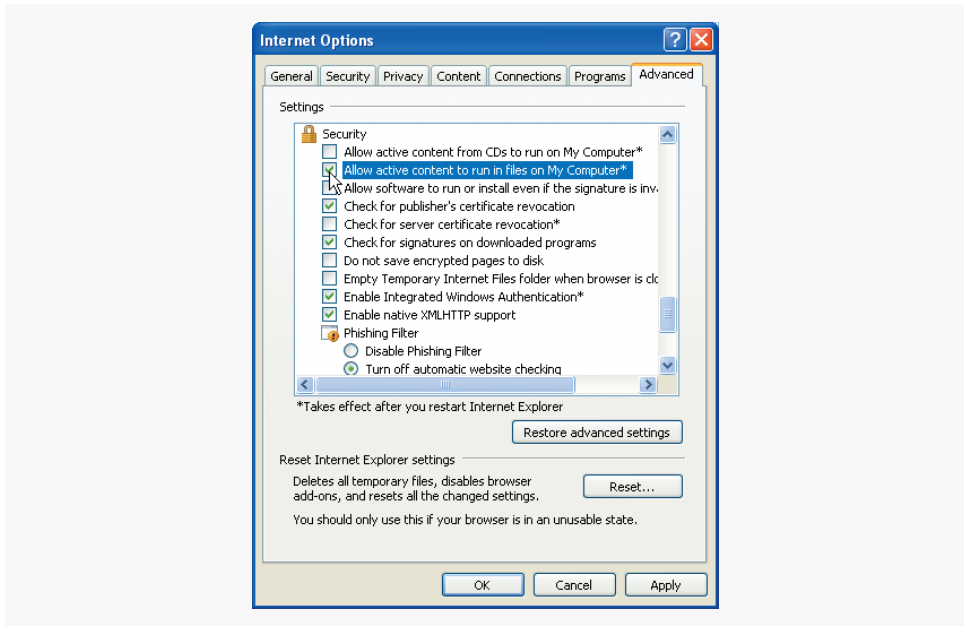 Internet Options
General Security Privacy Content Connections Programs Advanced
Settings
Security
Allow active content from CDs to run on My Computer*
Allow active content to run in files on My Computer*
Allow software to run or install even if the signature is inv
Check for publisher's certificate revocation
Check for server certificate revocation*
Check for signatures on downloaded programs
Do not save encrypted pages to disk
Empty Temporary Internet Files folder when browser is clo
Enable Integrated Windows Authentication*
Enable native XMLHTTP support
Phishing Filter
Disable Phishing Filter
Turn off automatic website checking
*Takes effect after you restart Internet Explorer
Restore advanced settings
Reset Internet Explorer settings
Deletes all temporary files, disables browser
add-ons, and resets all the changed settings.
Reset...
You should only use this if your browser is in an unusable state.
OK Cancel Apply